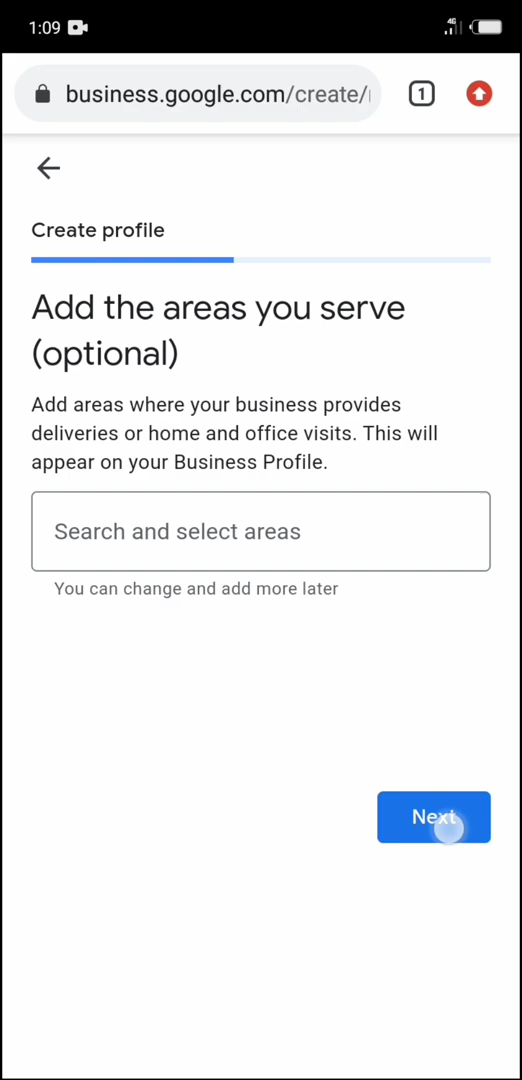 1:09
4G
business.google.com/create/
1
Create profile
Add the areas you serve
(optional)
Add areas where your business provides
deliveries or home and office visits. This will
appear on your Business Profile.
Search and select areas
You can change and add more later
Next